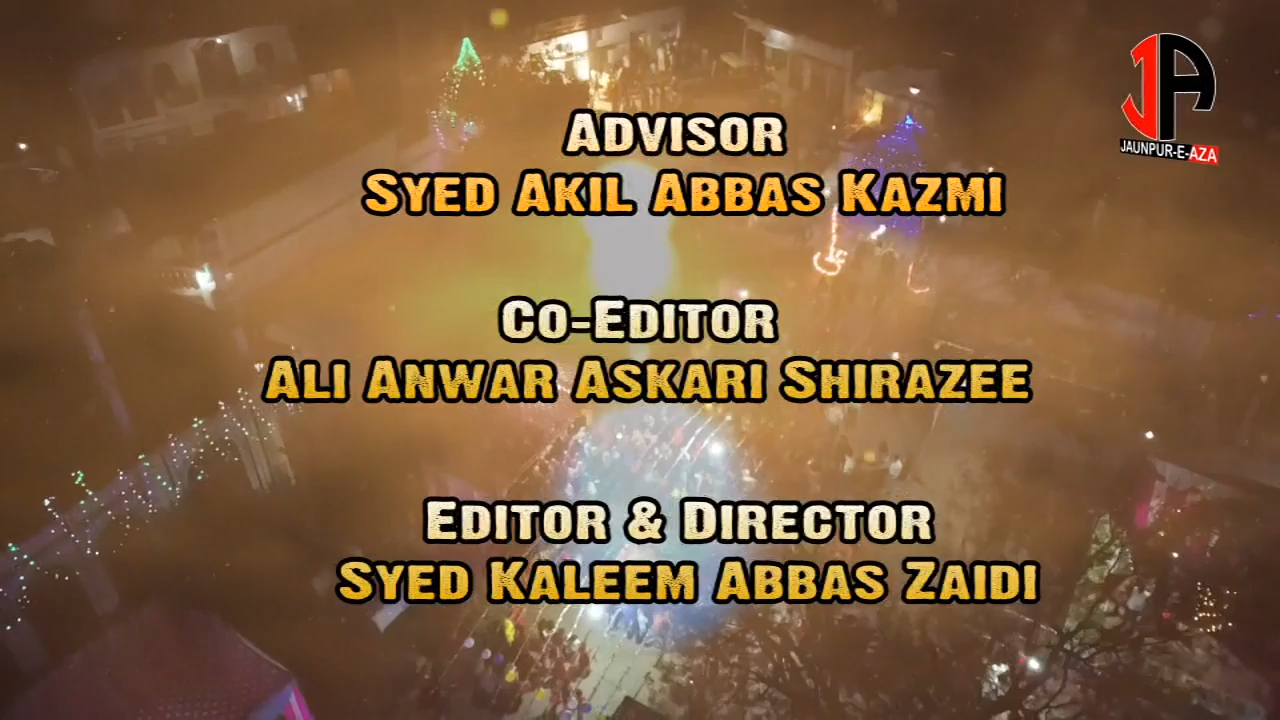 JA
JAUNPUR-E-AZA
ADVISOR
SYED AKIL ABBAS KAZMI
CO-EDITOR
ALI ANWAR ASKARI SHIRAZEE
EDITOR & DIRECTOR
SYED KALEEM ABBAS ZAIDI